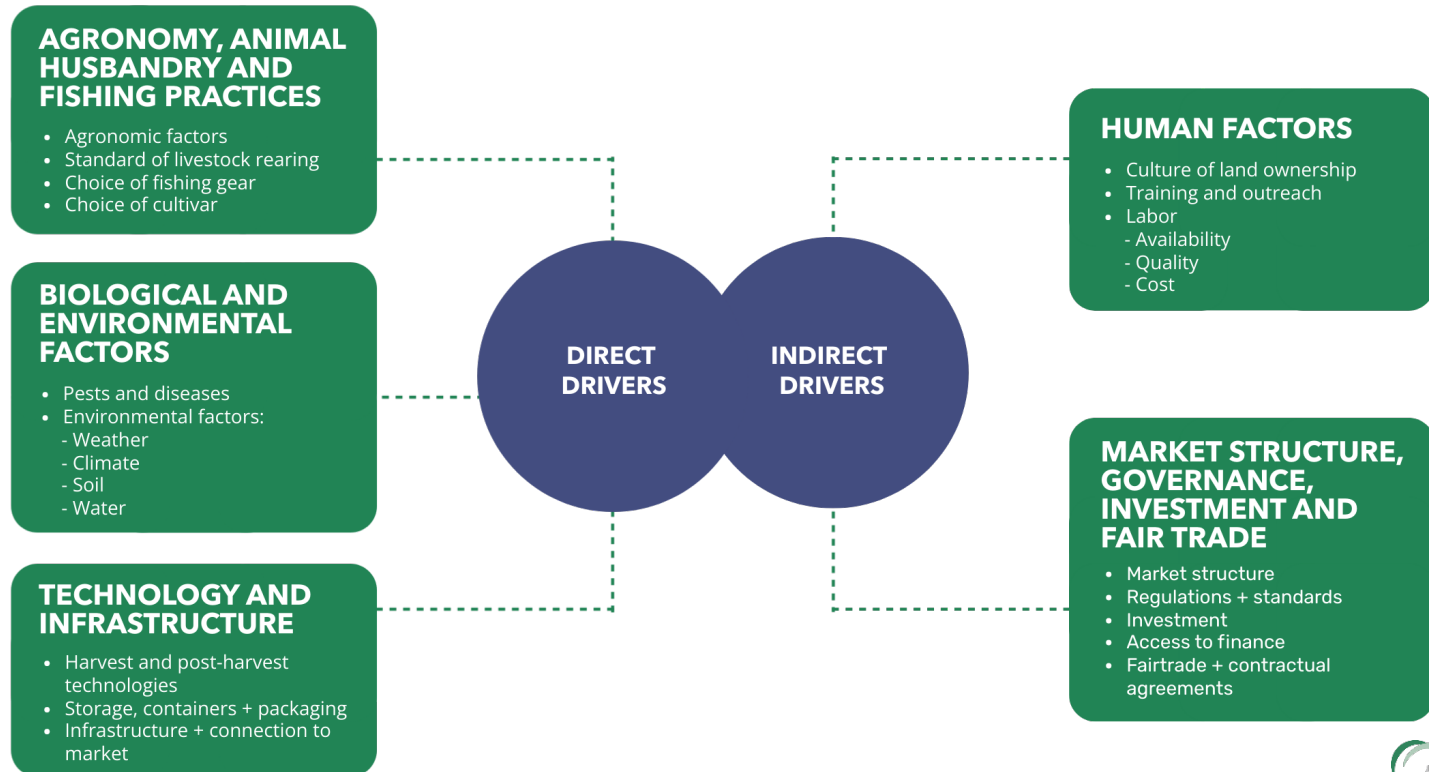 AGRONOMY, ANIMAL
HUSBANDRY AND
FISHING PRACTICES
• Agronomic factors
• Standard of livestock rearing
• Choice of fishing gear
• Choice of cultivar
BIOLOGICAL AND
ENVIRONMENTAL
FACTORS
• Pests and diseases
• Environmental factors:
- Weather
- Climate
- Soil
- Water
TECHNOLOGY AND
INFRASTRUCTURE
• Harvest and post-harvest
technologies
• Storage, containers + packaging
• Infrastructure + connection to
market
DIRECT
DRIVERS
INDIRECT
DRIVERS
HUMAN FACTORS
• Culture of land ownership
• Training and outreach
• Labor
- Availability
- Quality
- Cost
MARKET STRUCTURE,
GOVERNANCE,
INVESTMENT AND
FAIR TRADE
• Market structure
• Regulations + standards
• Investment
• Access to finance
• Fairtrade + contractual
agreements